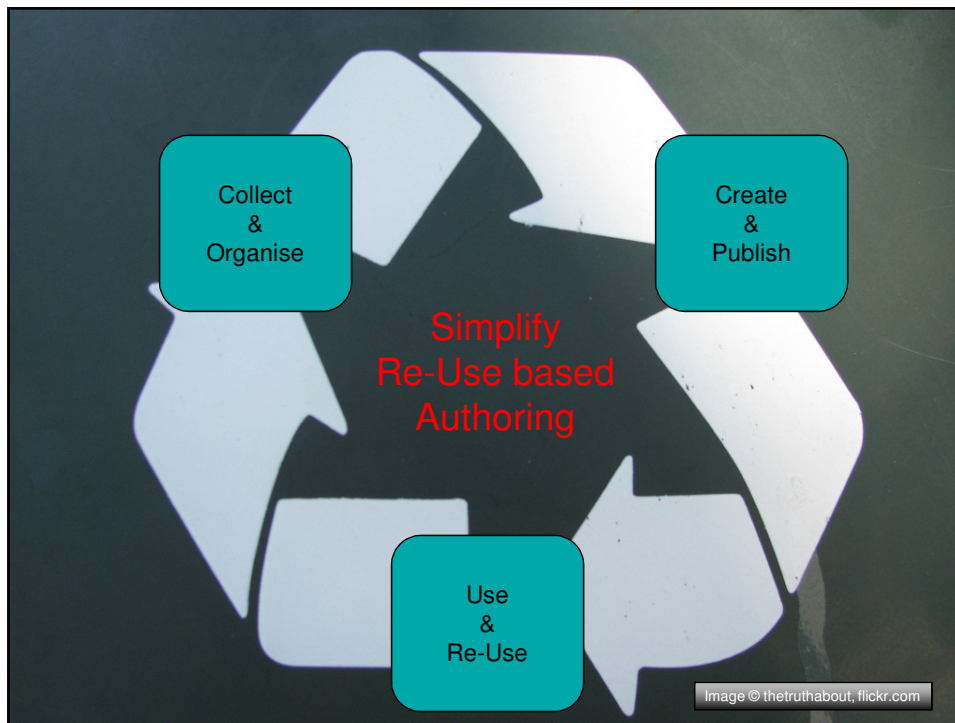 Collect
&
Organise
Create
&
Publish
Simplify
Re-Use based
Authoring
Use
&
Re-Use
Image © thetruthabout, flickr.com